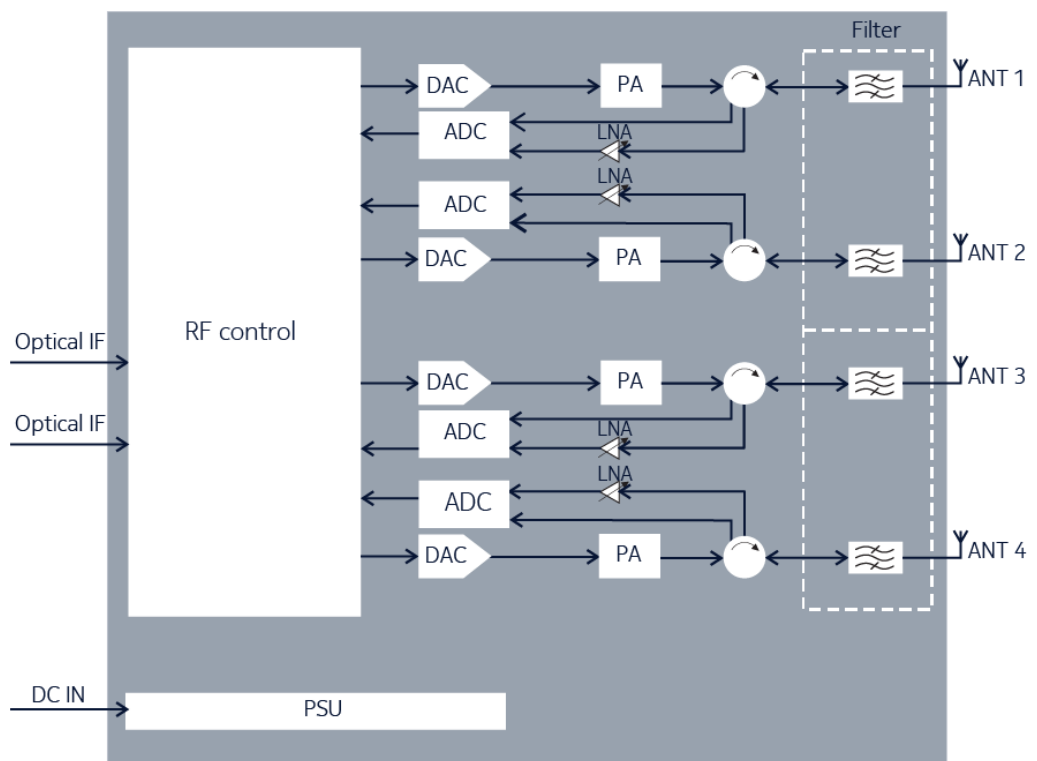 Filter
DAC
PA
ANT 1
ADC
LNA
LNA
ADC
DAC
PA
ANT 2
RF control
Optical IF
DAC
PA
ANT 3
Optical IF
ADC
LNA
LNA
ADC
DAC
PA
ANT 4
DC IN
PSU